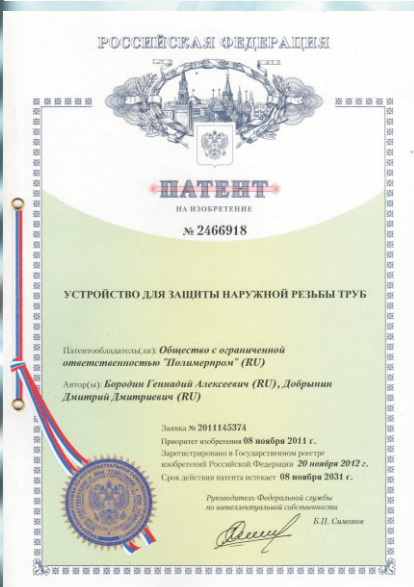 РОССИЙСКАЯ ФЕДЕРАЦИЯ
ПАТЕНТ
НА ИЗОБРЕТЕНИЕ
№ 2466918
УСТРОЙСТВО ДЛЯ ЗАЩИТЫ НАРУЖНОЙ РЕЗЬБЫ ТРУБ
Патентообладатель(ли): Общество с ограниченной
ответственностью "Полимерпром" (RU)
Автор(ы): Бородин Геннадий Алексеевич (RU), Добрынин
Дмитрий Дмитриевич (RU)
Заявка № 2011145374
Приоритет изобретения 08 ноября 2011 г.
Зарегистрировано в Государственном реестре
изобретений Российской Федерации 20 ноября 2012 г.
Срок действия патента истекает 08 ноября 2031 г.
Руководитель Федеральной службы
по интеллектуальной собственности
Б.П. Симонов